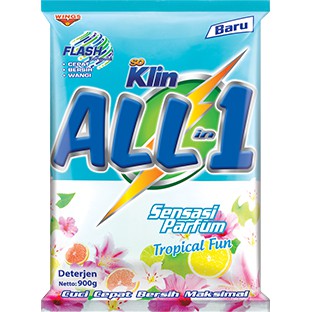 WINGS
Baru
FLASH
• CEPAT
• BERSIH
• WANGI
so
Klin
ALL in 1
Sensasi
Parfum
Tropical Fun
Deterjen
Netto: 900g
Cuci Cepat Bersih Maksimal